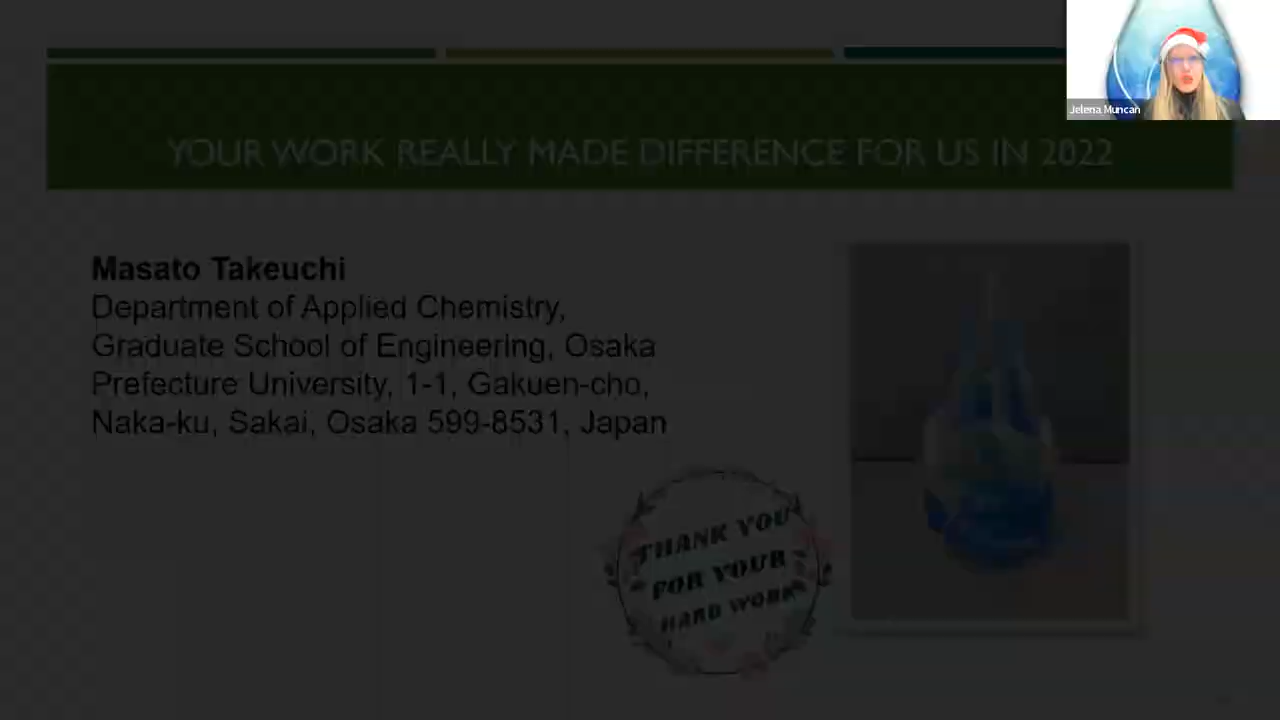 Jelena Muncan
YOUR WORK REALLY MADE DIFFERENCE FOR US IN 2022
Masato Takeuchi
Department of Applied Chemistry,
Graduate School of Engineering, Osaka
Prefecture University, 1-1, Gakuen-cho,
Naka-ku, Sakai, Osaka 599-8531, Japan
THANK YOU
FOR YOUR
HARD WORK